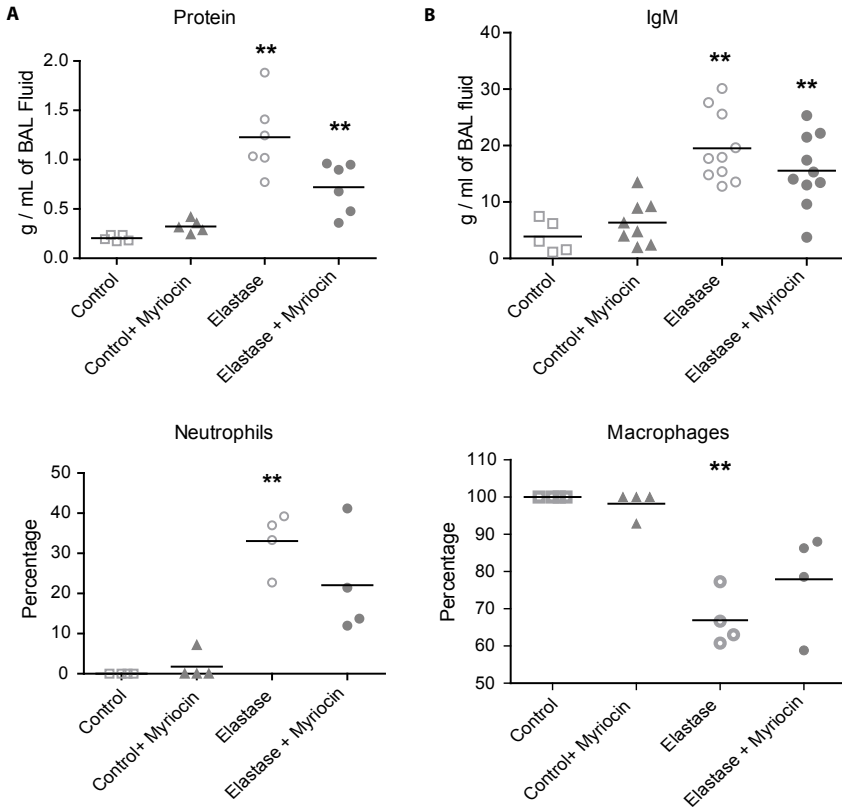 A
Protein
g / mL of BAL Fluid
2.0
1.5
1.0
0.5
0.0
**
**
Control
Control+ Myriocin
Elastase
Elastase + Myriocin
B
IgM
g / ml of BAL fluid
40
30
20
10
0
**
**
Control
Control+ Myriocin
Elastase
Elastase + Myriocin
Neutrophils
Percentage
50
40
30
20
10
0
**
Control
Control+ Myriocin
Elastase
Elastase + Myriocin
Macrophages
Percentage
110
100
90
80
70
60
50
**
Control
Control+ Myriocin
Elastase
Elastase + Myriocin